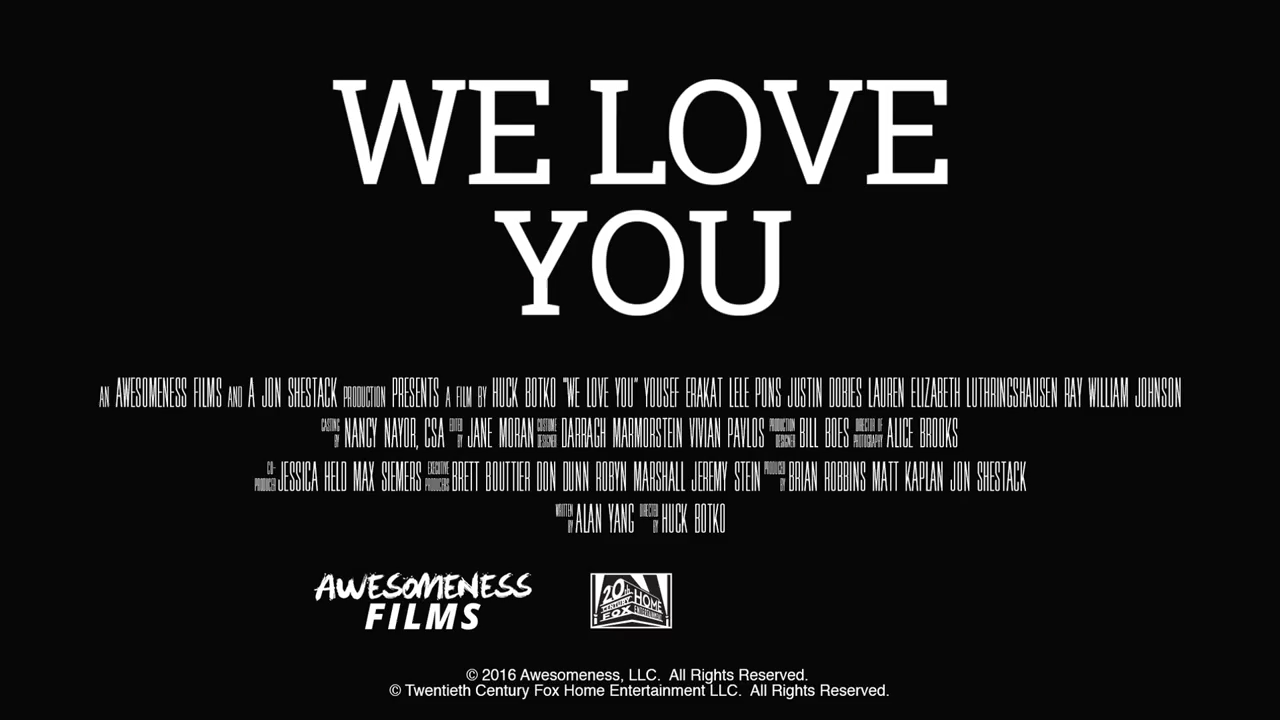 WE LOVE
YOU
AN AWESOMENESS FILMS AND A JON SHESTACK PRODUCTION PRESENTS A FILM BY HUCK BOTKO "WE LOVE YOU" YOUSEF ERAKAT LELE PONS JUSTIN DOBIES LAUREN ELIZABETH LUTHRINGSHAUSEN RAY WILLIAM JOHNSON
CASTING BY NANCY NAYOR, CSA EDITED BY JANE MORAN COSTUME DESIGNER DARRACH MARMORSTEIN VIVIAN PAVLOS PRODUCTION DESIGNER BILL BOES DIRECTOR OF PHOTOGRAPHY ALICE BROOKS
CO-PRODUCER JESSICA HELD MAX SIEMERS EXECUTIVE PRODUCERS BRETT BOUTTIER DON DUNN ROBYN MARSHALL JEREMY STEIN PRODUCED BY BRIAN ROBBINS MATT KAPLAN JON SHESTACK
WRITTEN BY ALAN YANG DIRECTED BY HUCK BOTKO
AWESOMENESS
FILMS
20th
CENTURY
FOX
HOME
ENTERTAINMENT
© 2016 Awesomeness, LLC. All Rights Reserved.
© Twentieth Century Fox Home Entertainment LLC. All Rights Reserved.